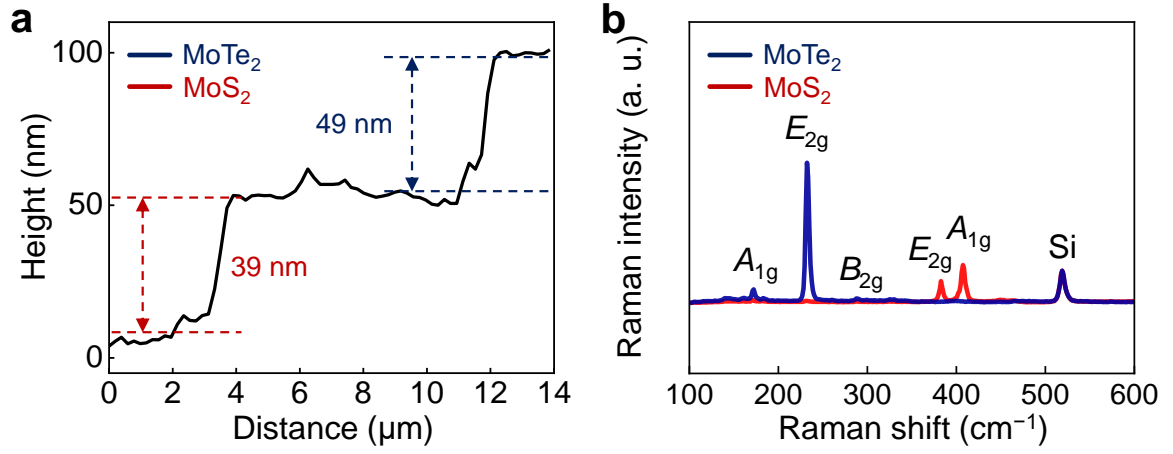 a
MoTe₂
MoS₂
49 nm
39 nm
Height (nm)
100
50
0
0 2 4 6 8 10 12 14
Distance (μm)
b
MoTe₂
MoS₂
E₂g
A₁g
B₂g
E₂g
A₁g
Si
Raman intensity (a. u.)
100 200 300 400 500 600
Raman shift (cm⁻¹)